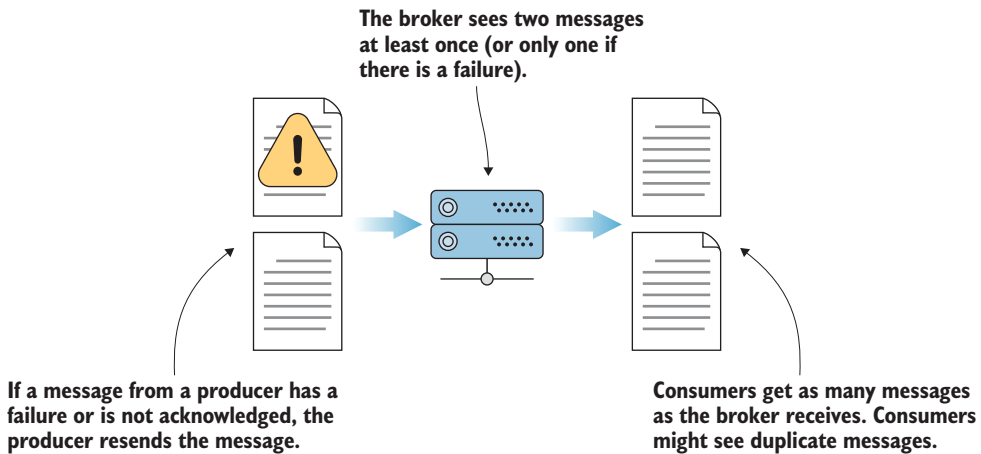 The broker sees two messages
at least once (or only one if
there is a failure).
If a message from a producer has a
failure or is not acknowledged, the
producer resends the message.
Consumers get as many messages
as the broker receives. Consumers
might see duplicate messages.